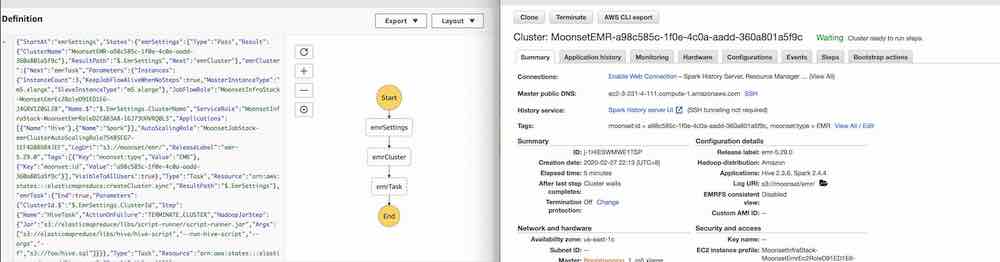 Definition
Export
Layout
{"StartAt":"emrSettings","States":{"emrSettings":{"Type":"Pass","Result":
{"ClusterName":"MoonsetEMR-a98c585c-1f0e-4c0a-aadd-
360a801a5f9c"},"ResultPath":"$.EmrSettings","Next":"emrCluster"},"emrCluster":
{"Next":"emrTask","Parameters":{"Instances":
{"InstanceCount":3,"KeepJobFlowAliveWhenNoSteps":true,"MasterInstanceType":"
m5.xlarge","SlaveInstanceType":"m5.xlarge"},"JobFlowRole":"MoonsetInfraStack-
"Name.$":"$.EmrSettings.ClusterName","ServiceRole":"MoonsetInf
"Applications":
[{"Name":"Hive"},{"Name":"Spark"}],"AutoScalingRole":"MoonsetJobStack-
"LogUri":"s3://moonset/emr/","ReleaseLabel":"emr-
5.29.0","Tags":[{"Key":"moonset:type","Value":"EMR"},
{"Key":"moonset:id","Value":"a98c585c-1f0e-4c0a-aadd-
360a801a5f9c"}],"VisibleToAllUsers":true},"Type":"Task","Resource":"arn:aws:
states:::elasticmapreduce:createCluster.sync","ResultPath":"$.EmrSettings"},
"emrTask":{"End":true,"Parameters":
{"ClusterId.$":"$.EmrSettings.ClusterId","Step":
{"Name":"HiveTask","ActionOnFailure":"TERMINATE_CLUSTER","HadoopJarStep":
{"Jar":"s3://elasticmapreduce/libs/script-runner/script-runner.jar","Args":
["s3://elasticmapreduce/libs/hive/hive-script","--run-hive-script","--
args","-
f","s3://foo/hive.sql"]}}},"Type":"Task","Resource":"arn:aws:states:::elasti
Start
emrSettings
emrCluster
emrTask
End
Clone
Terminate
AWS CLI export
Cluster: MoonsetEMR-a98c585c-1f0e-4c0a-aadd-360a801a5f9c Waiting Cluster ready to run steps.
Summary
Application history
Monitoring
Hardware
Configurations
Events
Steps
Bootstrap actions
Connections: Enable Web Connection – Spark History Server, Resource Manager ... (View All)
Master public DNS: ec2-3-231-4-111.compute-1.amazonaws.com SSH
History service: Spark history server UI (SSH tunneling not required)
Tags: moonset:id = a98c585c-1f0e-4c0a-aadd-360a801a5f9c, moonset:type = EMR View All / Edit
Summary
ID: j-1HIESWMWE1TSP
Creation date: 2020-02-27 22:13 (UTC+8)
Elapsed time: 5 minutes
After last step completes: Cluster waits
Termination protection: Off Change
Configuration details
Release label: emr-5.29.0
Hadoop distribution: Amazon
Applications: Hive 2.3.6, Spark 2.4.4
Log URI: s3://moonset/emr/
EMRFS consistent view: Disabled
Custom AMI ID: --
Network and hardware
Availability zone: us-east-1c
Subnet ID: --
Master:
Security and access
Key name: --
EC2 instance profile: MoonsetInfraStack-